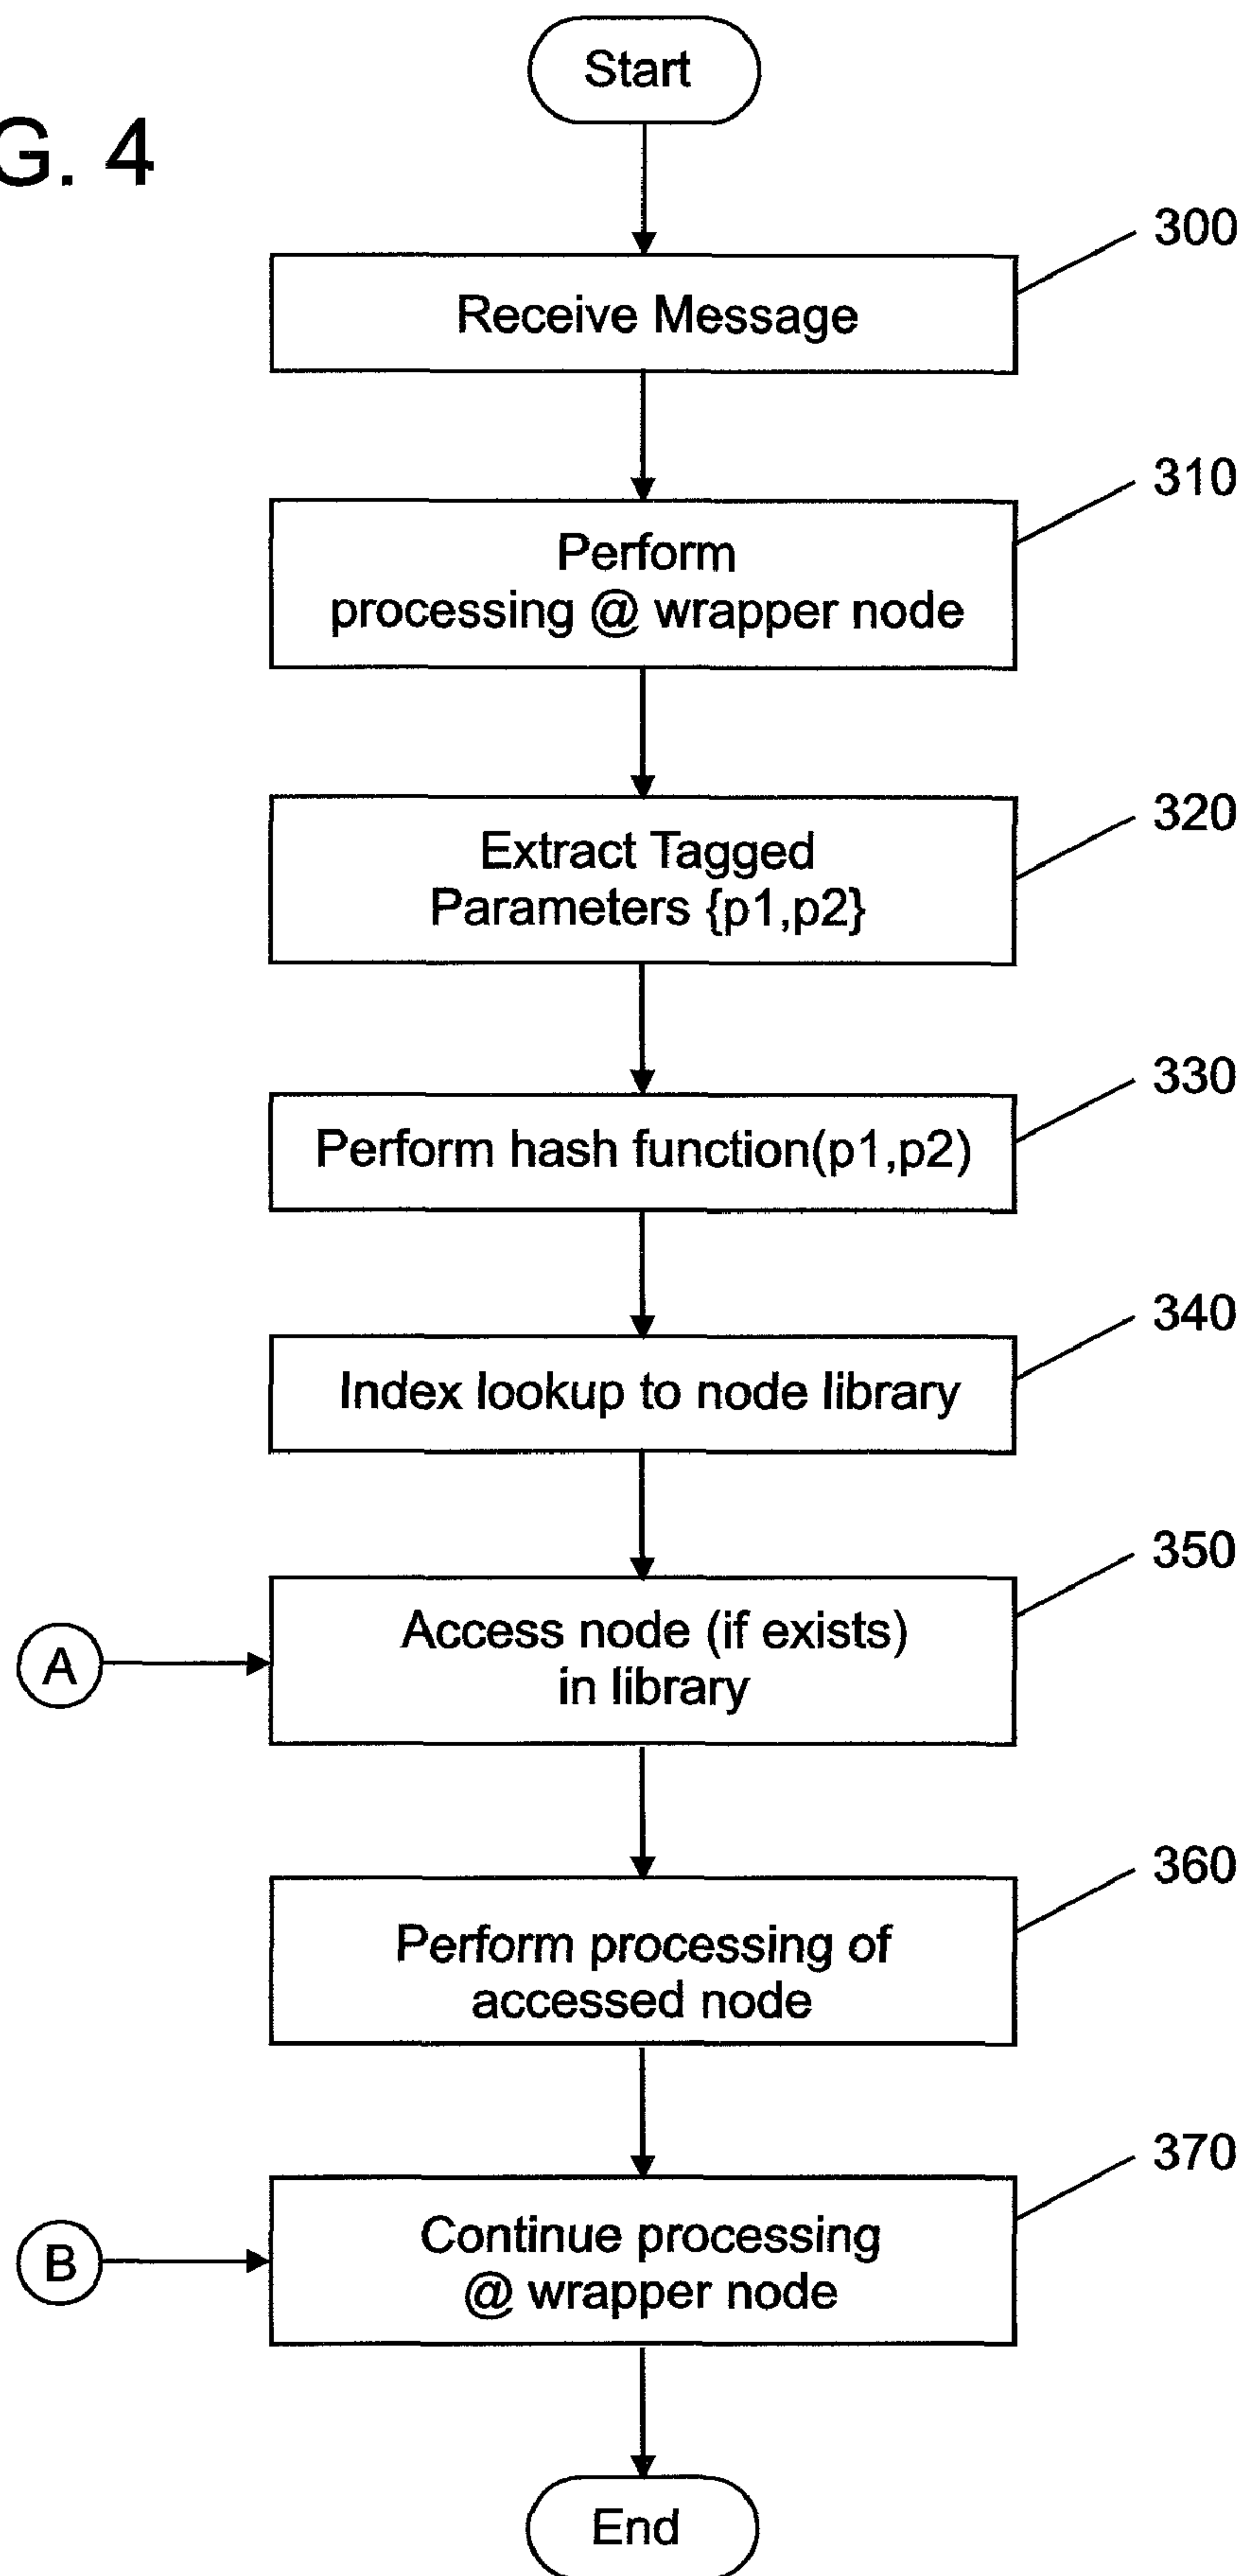 G. 4
Start
300
Receive Message
310
Perform
processing @ wrapper node
320
Extract Tagged
Parameters {p1,p2}
330
Perform hash function(p1,p2)
340
Index lookup to node library
350
A
Access node (if exists)
in library
360
Perform processing of
accessed node
370
B
Continue processing
@ wrapper node
End